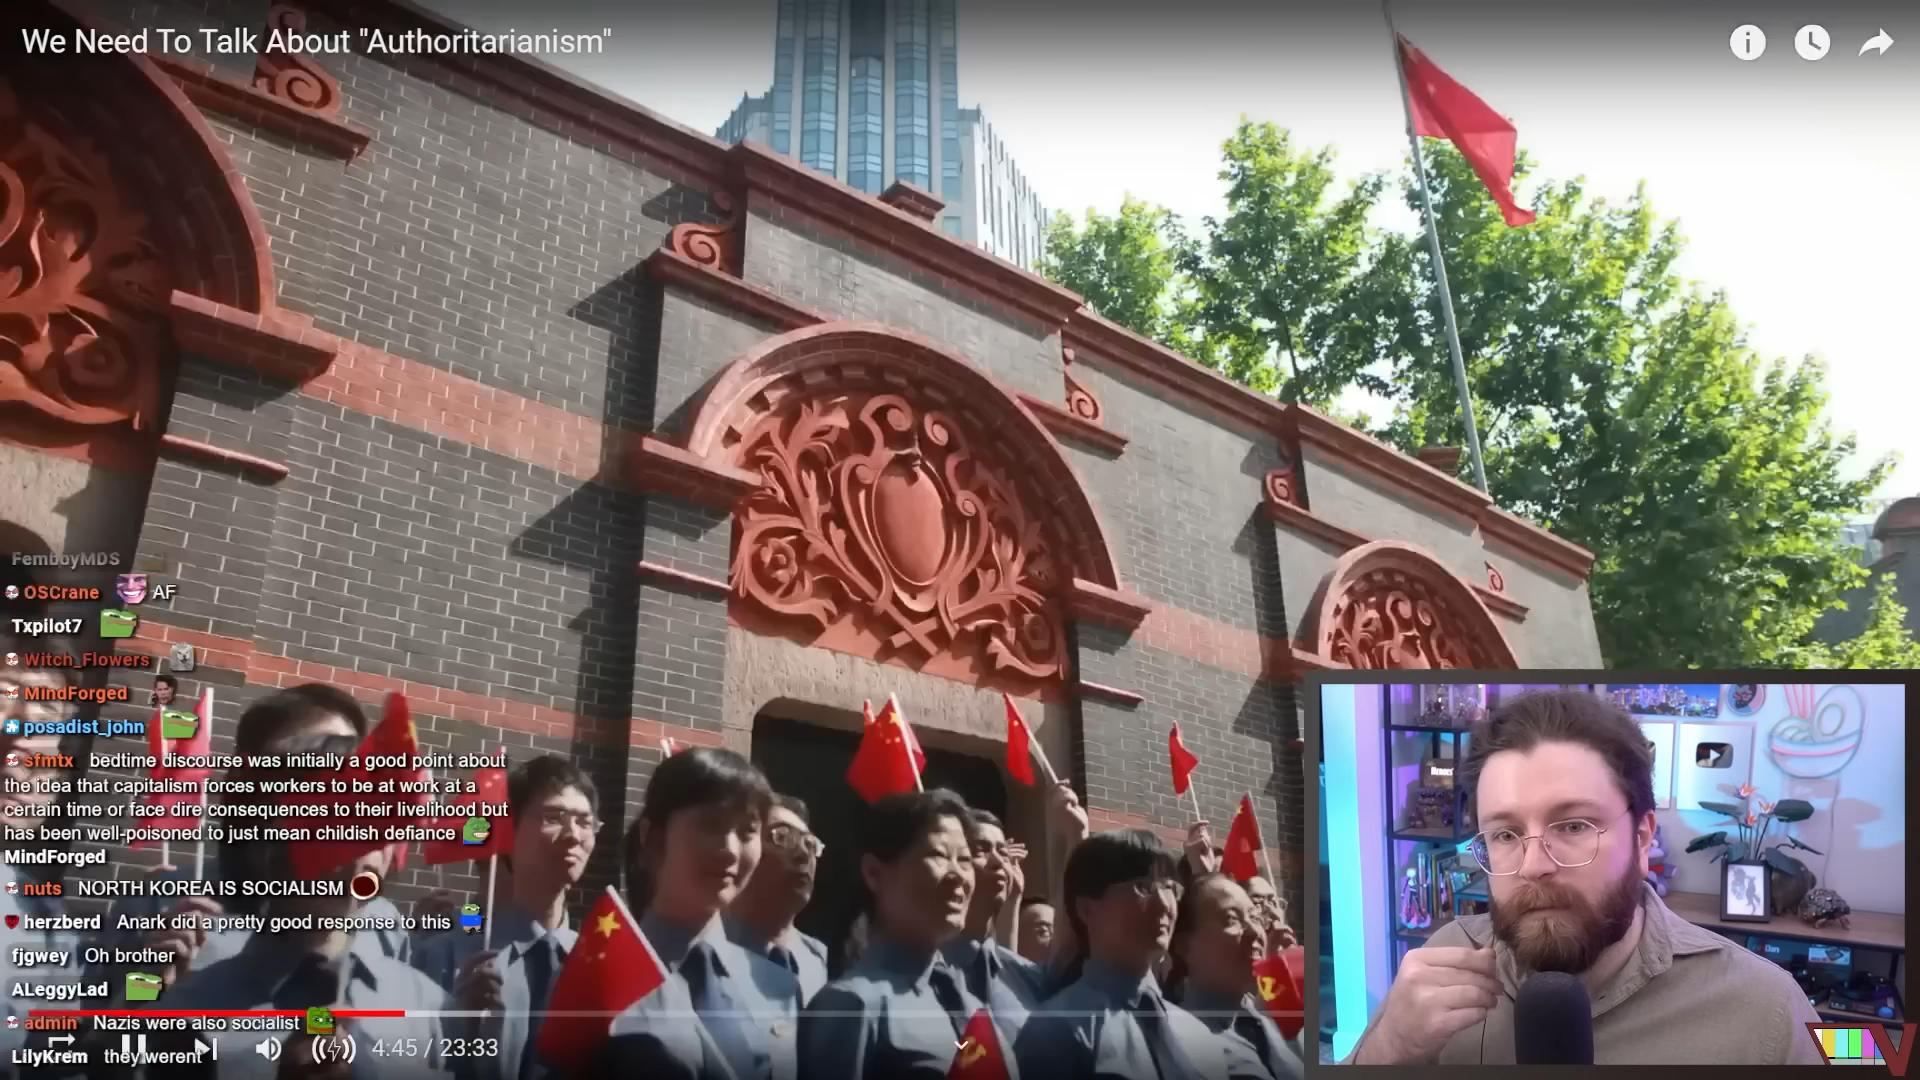 We Need To Talk About "Authoritarianism"
FemboyMDS
OSCrane AF
Txpilot7
Witch_Flowers
MindForged
posadist_john
sfmtx bedtime discourse was initially a good point about
the idea that capitalism forces workers to be at work at a
certain time or face dire consequences to their livelihood but
has been well-poisoned to just mean childish defiance
MindForged
nuts NORTH KOREA IS SOCIALISM
herzberd Anark did a pretty good response to this
fjgwey Oh brother
ALeggyLad
admin Nazis were also socialist
LilyKrem they werent
4:45 / 23:33